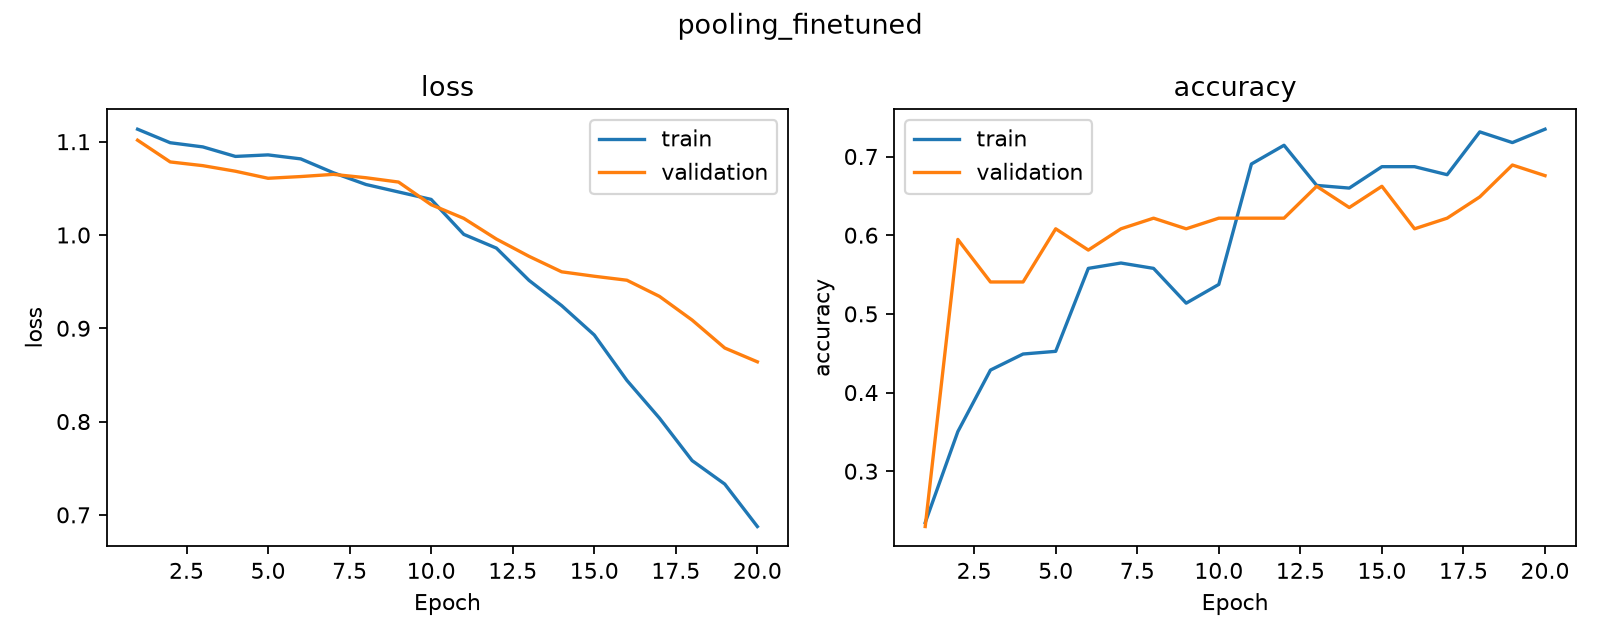 pooling_finetuned
loss
train
validation
1.1
1.0
0.9
0.8
0.7
loss
2.5 5.0 7.5 10.0 12.5 15.0 17.5 20.0
Epoch
accuracy
train
validation
0.7
0.6
0.5
0.4
0.3
accuracy
2.5 5.0 7.5 10.0 12.5 15.0 17.5 20.0
Epoch